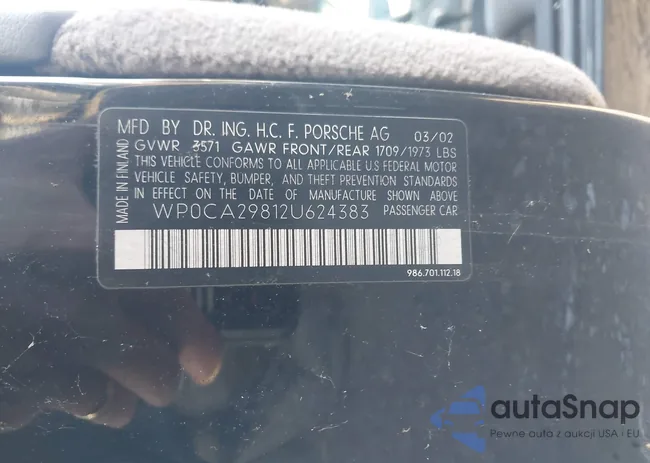 MFD BY DR. ING. H.C. F. PORSCHE AG 03/02
GVWR 3571 GAWR FRONT/REAR 1709/1973 LBS
THIS VEHICLE CONFORMS TO ALL APPLICABLE U.S FEDERAL MOTOR
VEHICLE SAFETY, BUMPER, AND THEFT PREVENTION STANDARDS
IN EFFECT ON THE DATE OF MANUFACTURE SHOWN ABOVE
WP0CA29812U624383 PASSENGER CAR
MADE IN FINLAND
986.701.112.18
autaSnap
Pewne auta z aukcji USA i EU